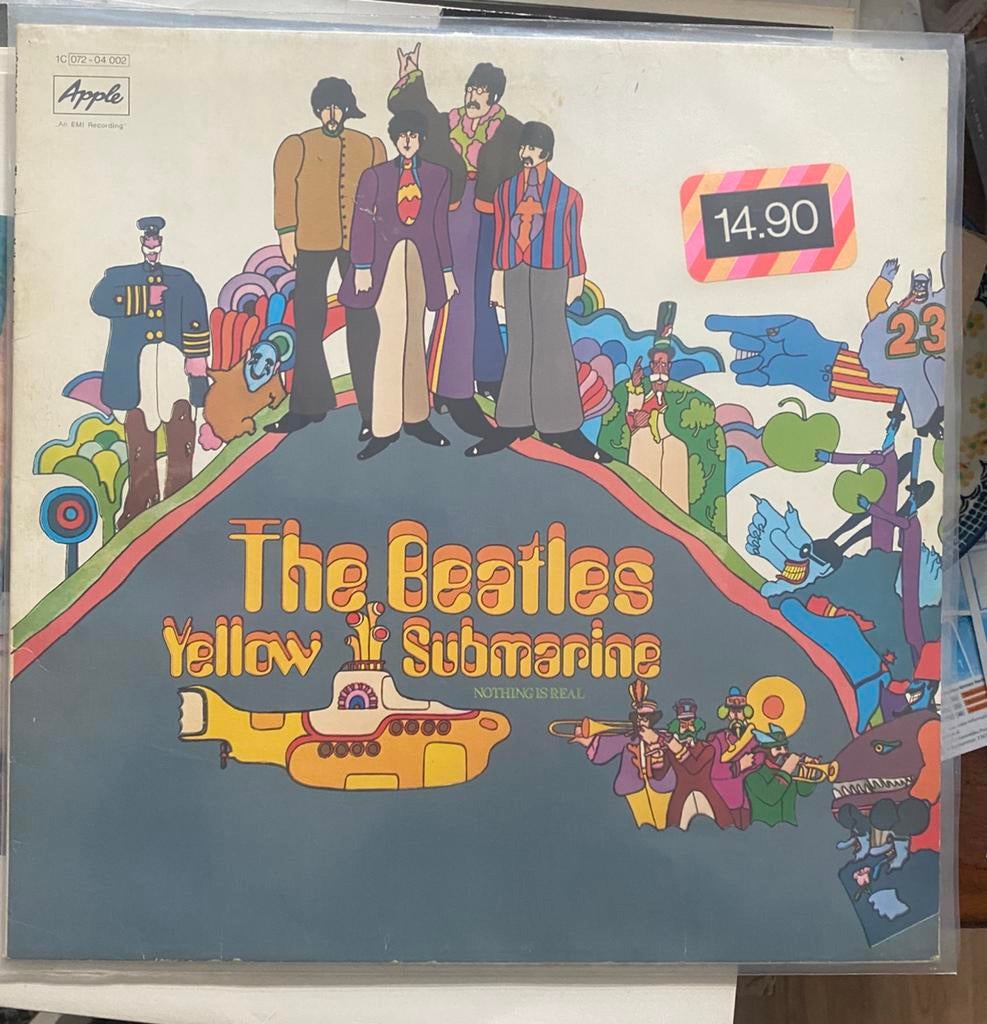 1C 072-04 002
Apple
„An EMI Recording"
14.90
23
The Beatles
Yellow Submarine
NOTHING IS REAL